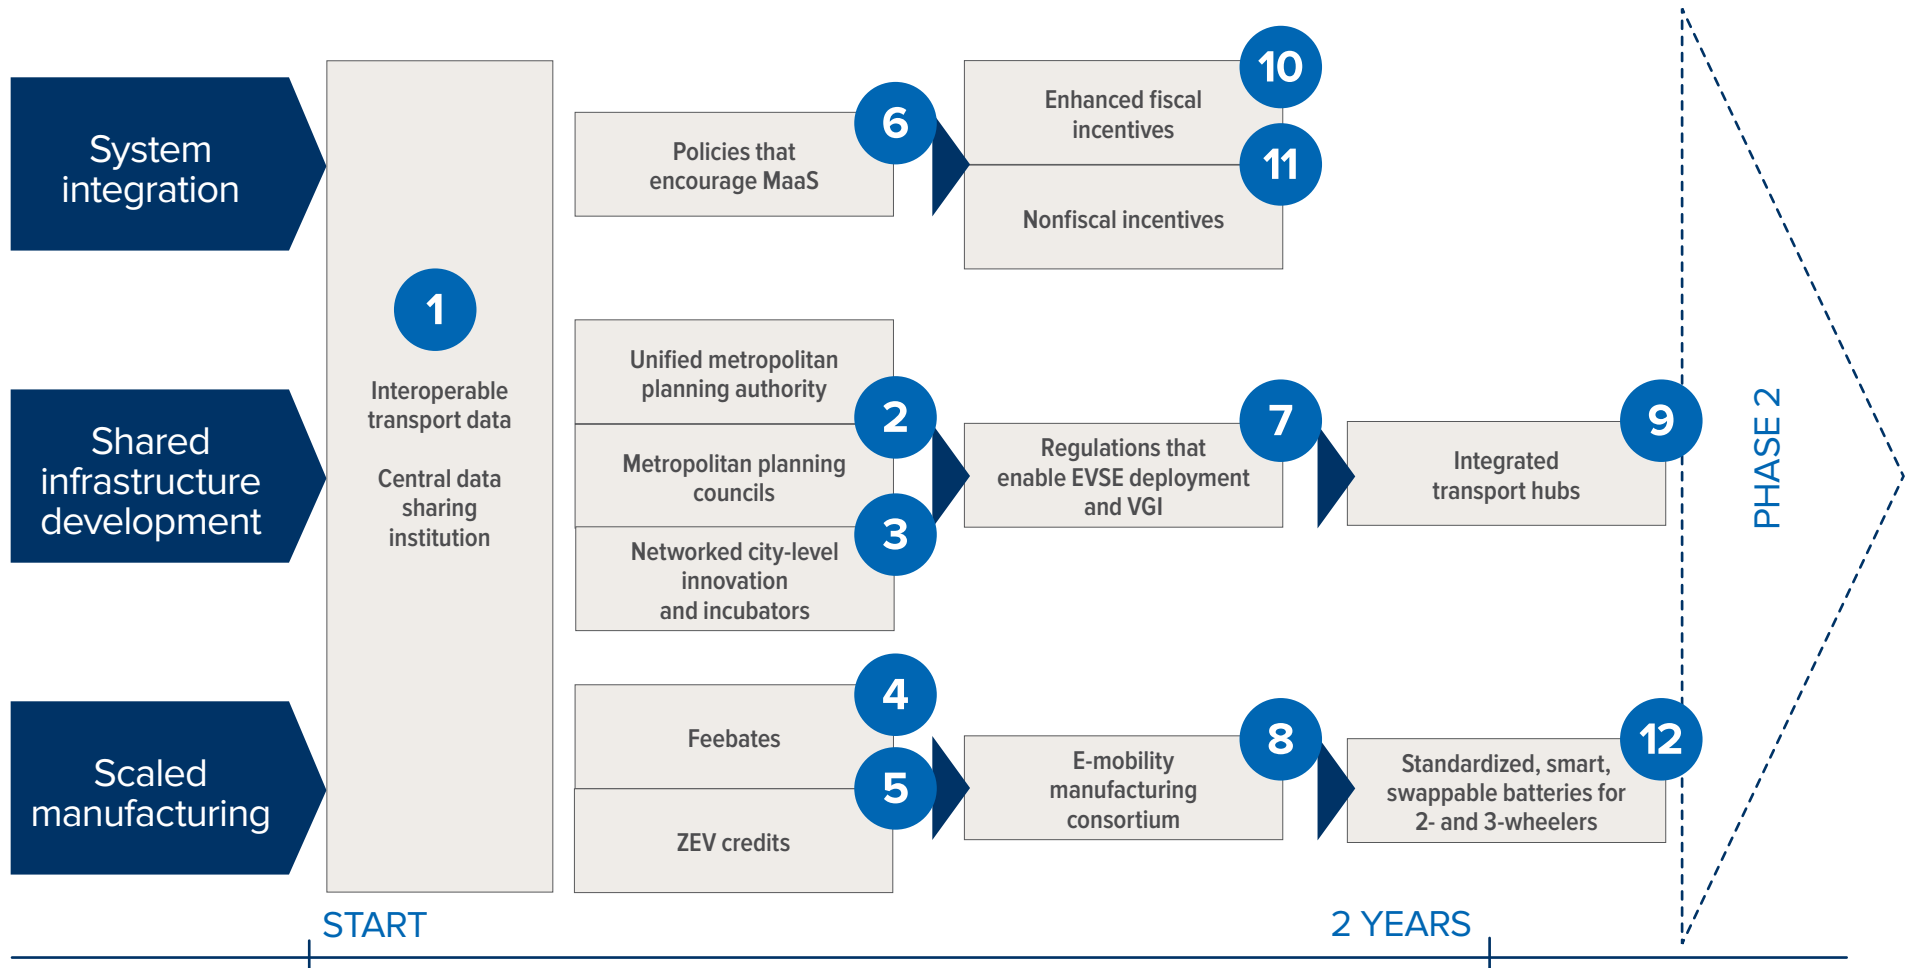 System
integration
1
Interoperable
transport data
Central data
sharing
institution
6
Policies that
encourage MaaS
10
Enhanced fiscal
incentives
11
Nonfiscal incentives
Shared
infrastructure
development
Unified metropolitan
planning authority
2
Metropolitan planning
councils
3
Networked city-level
innovation
and incubators
7
Regulations that
enable EVSE deployment
and VGI
9
Integrated
transport hubs
PHASE 2
Scaled
manufacturing
4
Feebates
5
ZEV credits
8
E-mobility
manufacturing
consortium
12
Standardized, smart,
swappable batteries for
2- and 3-wheelers
START
2 YEARS